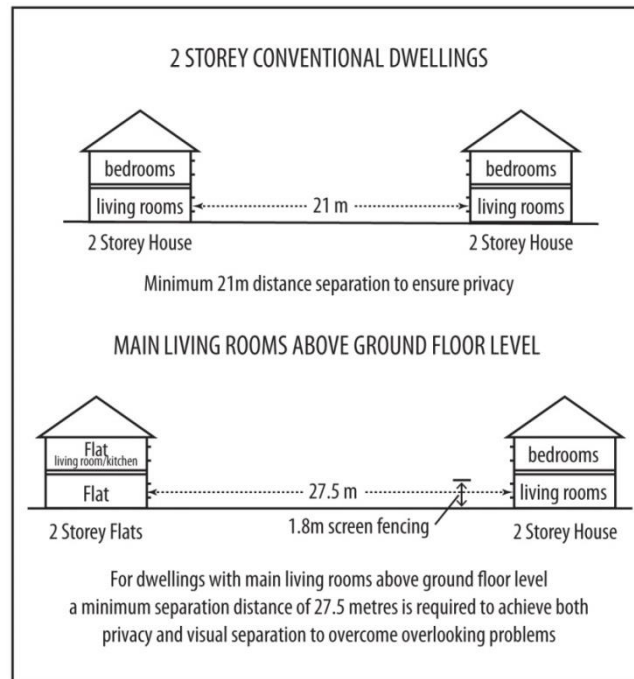 2 STOREY CONVENTIONAL DWELLINGS
bedrooms
bedrooms
living rooms
21 m
living rooms
2 Storey House
2 Storey House
Minimum 21m distance separation to ensure privacy
MAIN LIVING ROOMS ABOVE GROUND FLOOR LEVEL
Flat
living room/kitchen
bedrooms
Flat
27.5 m
living rooms
2 Storey Flats
1.8m screen fencing
2 Storey House
For dwellings with main living rooms above ground floor level
a minimum separation distance of 27.5 metres is required to achieve both
privacy and visual separation to overcome overlooking problems